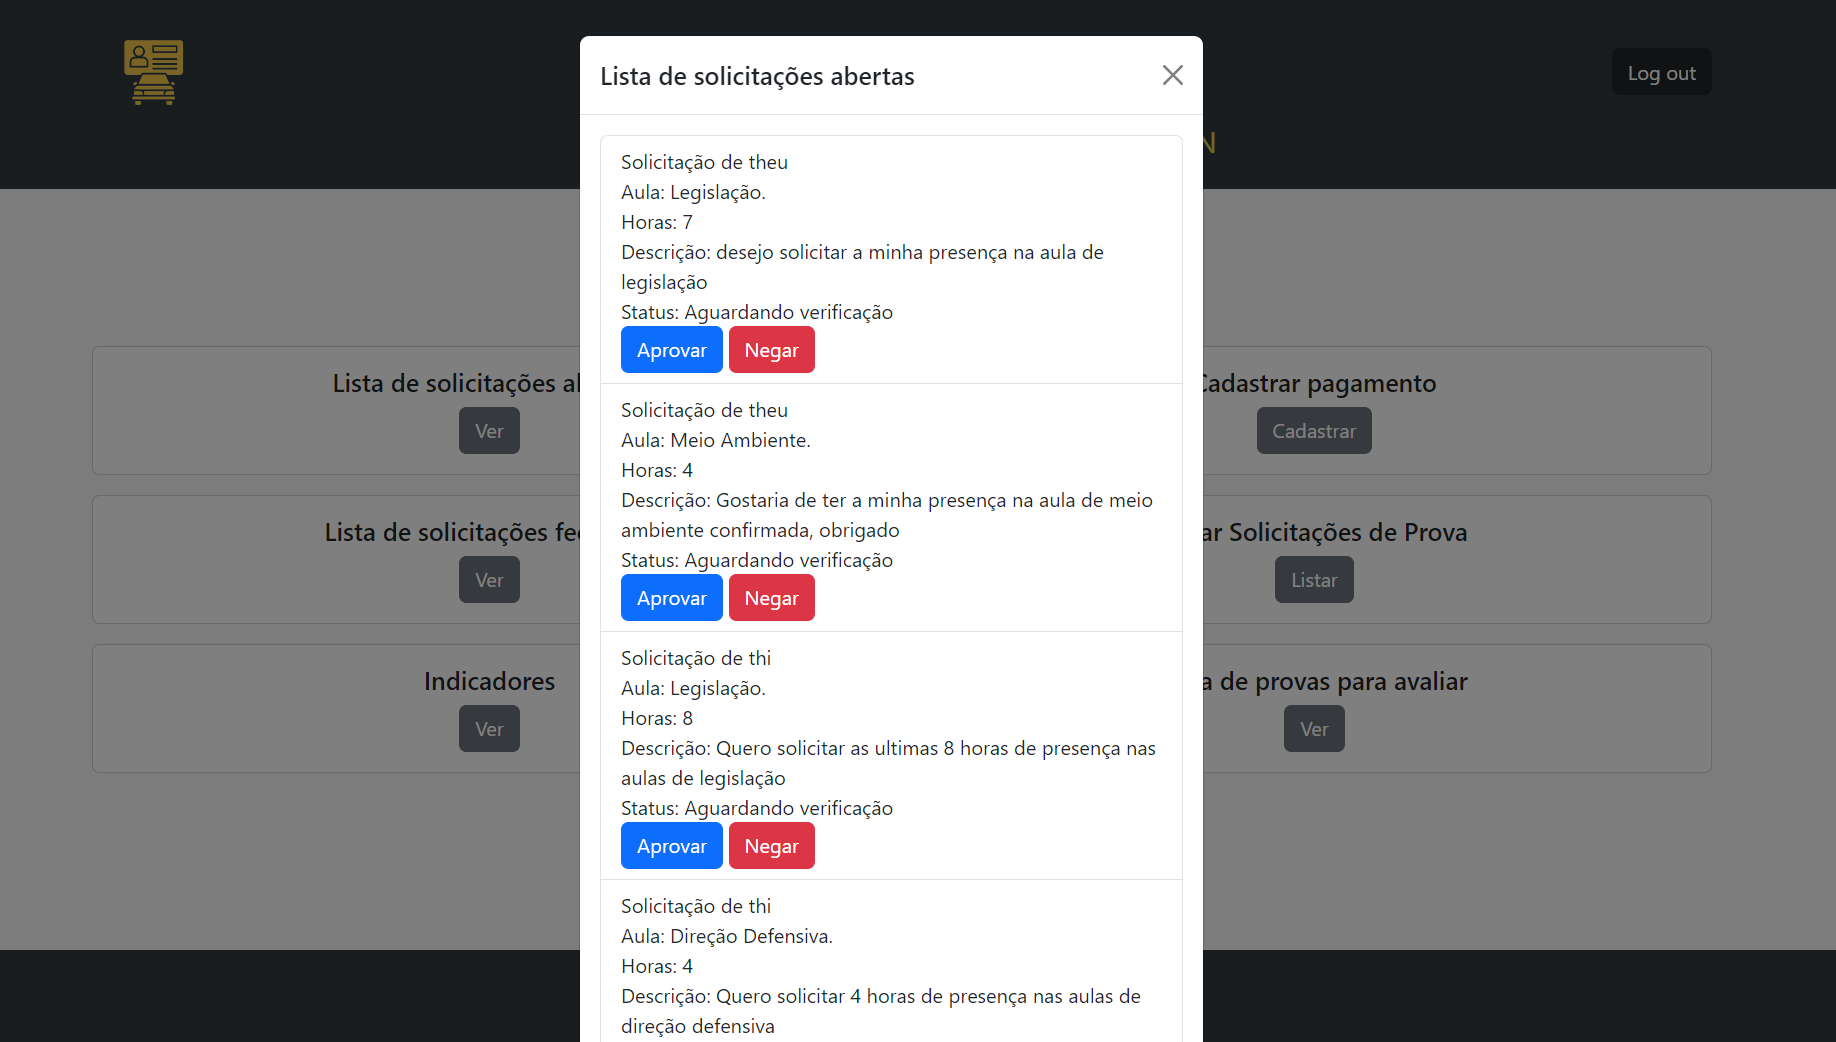 Log out
N
Lista de solicitações abertas
Solicitação de theu
Aula: Legislação.
Horas: 7
Descrição: desejo solicitar a minha presença na aula de
legislação
Status: Aguardando verificação
Aprovar Negar
Solicitação de theu
Aula: Meio Ambiente.
Horas: 4
Descrição: Gostaria de ter a minha presença na aula de meio
ambiente confirmada, obrigado
Status: Aguardando verificação
Aprovar Negar
Solicitação de thi
Aula: Legislação.
Horas: 8
Descrição: Quero solicitar as ultimas 8 horas de presença nas
aulas de legislação
Status: Aguardando verificação
Aprovar Negar
Solicitação de thi
Aula: Direção Defensiva.
Horas: 4
Descrição: Quero solicitar 4 horas de presença nas aulas de
direção defensiva
Lista de solicitações a
Ver
Lista de solicitações fe
Ver
Indicadores
Ver
Cadastrar pagamento
Cadastrar
ar Solicitações de Prova
Listar
a de provas para avaliar
Ver